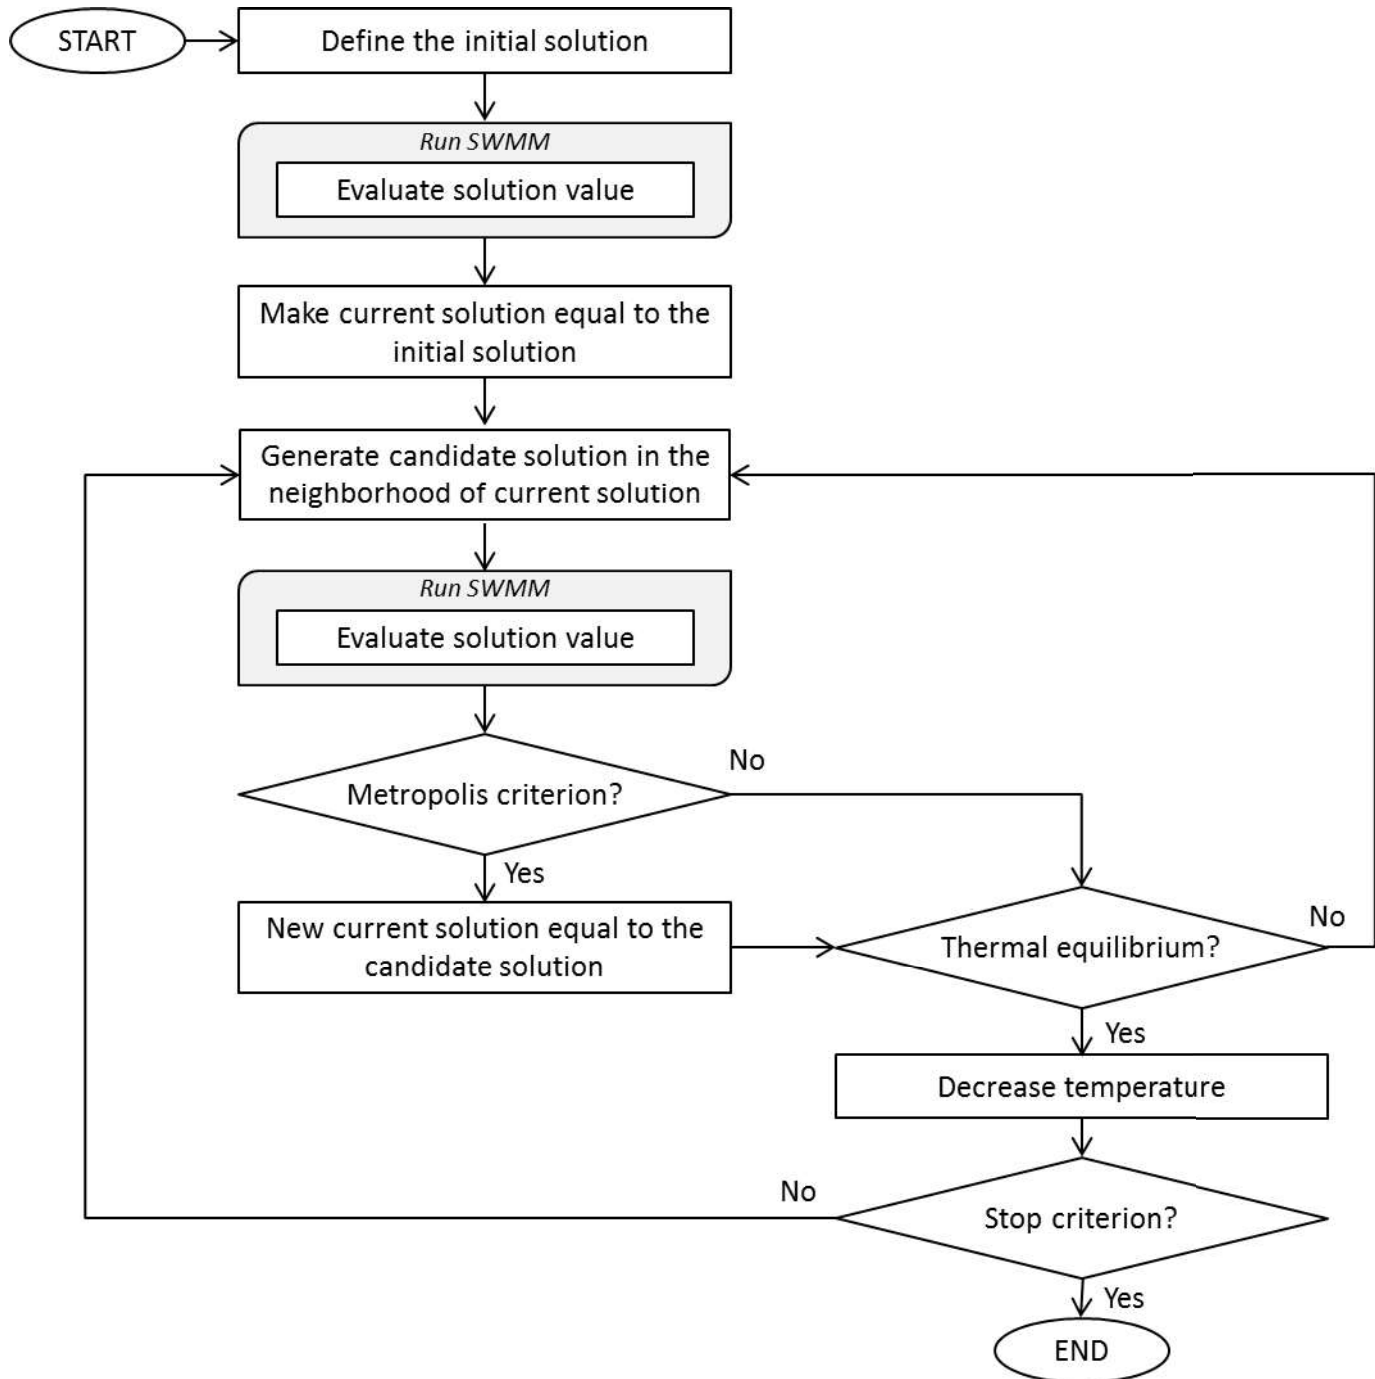 START
Define the initial solution
Run SWMM
Evaluate solution value
Make current solution equal to the
initial solution
Generate candidate solution in the
neighborhood of current solution
Run SWMM
Evaluate solution value
Metropolis criterion?
No
Yes
New current solution equal to the
candidate solution
Thermal equilibrium?
No
Yes
Decrease temperature
Stop criterion?
No
Yes
END